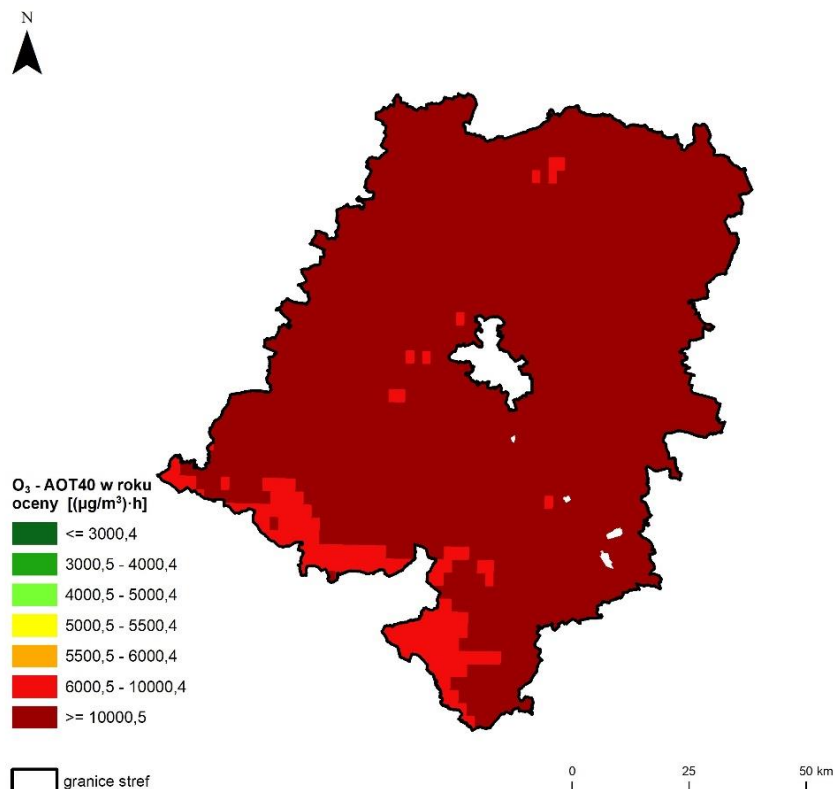 N
O₃ - AOT40 w roku
oceny [(µg/m³)·h]
<= 3000,4
3000,5 - 4000,4
4000,5 - 5000,4
5000,5 - 5500,4
5500,5 - 6000,4
6000,5 - 10000,4
>= 10000,5
granice stref
0 25 50 km